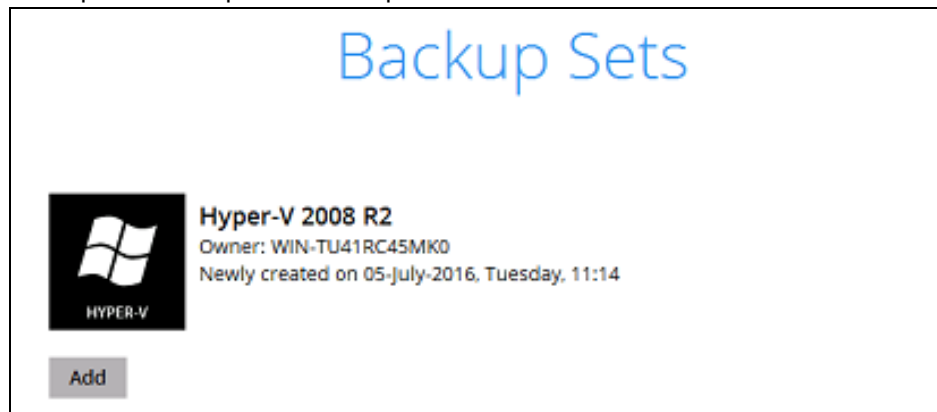 Backup Sets
Hyper-V 2008 R2
Owner: WIN-TU41RC45MK0
Newly created on 05-July-2016, Tuesday, 11:14
HYPER-V
Add